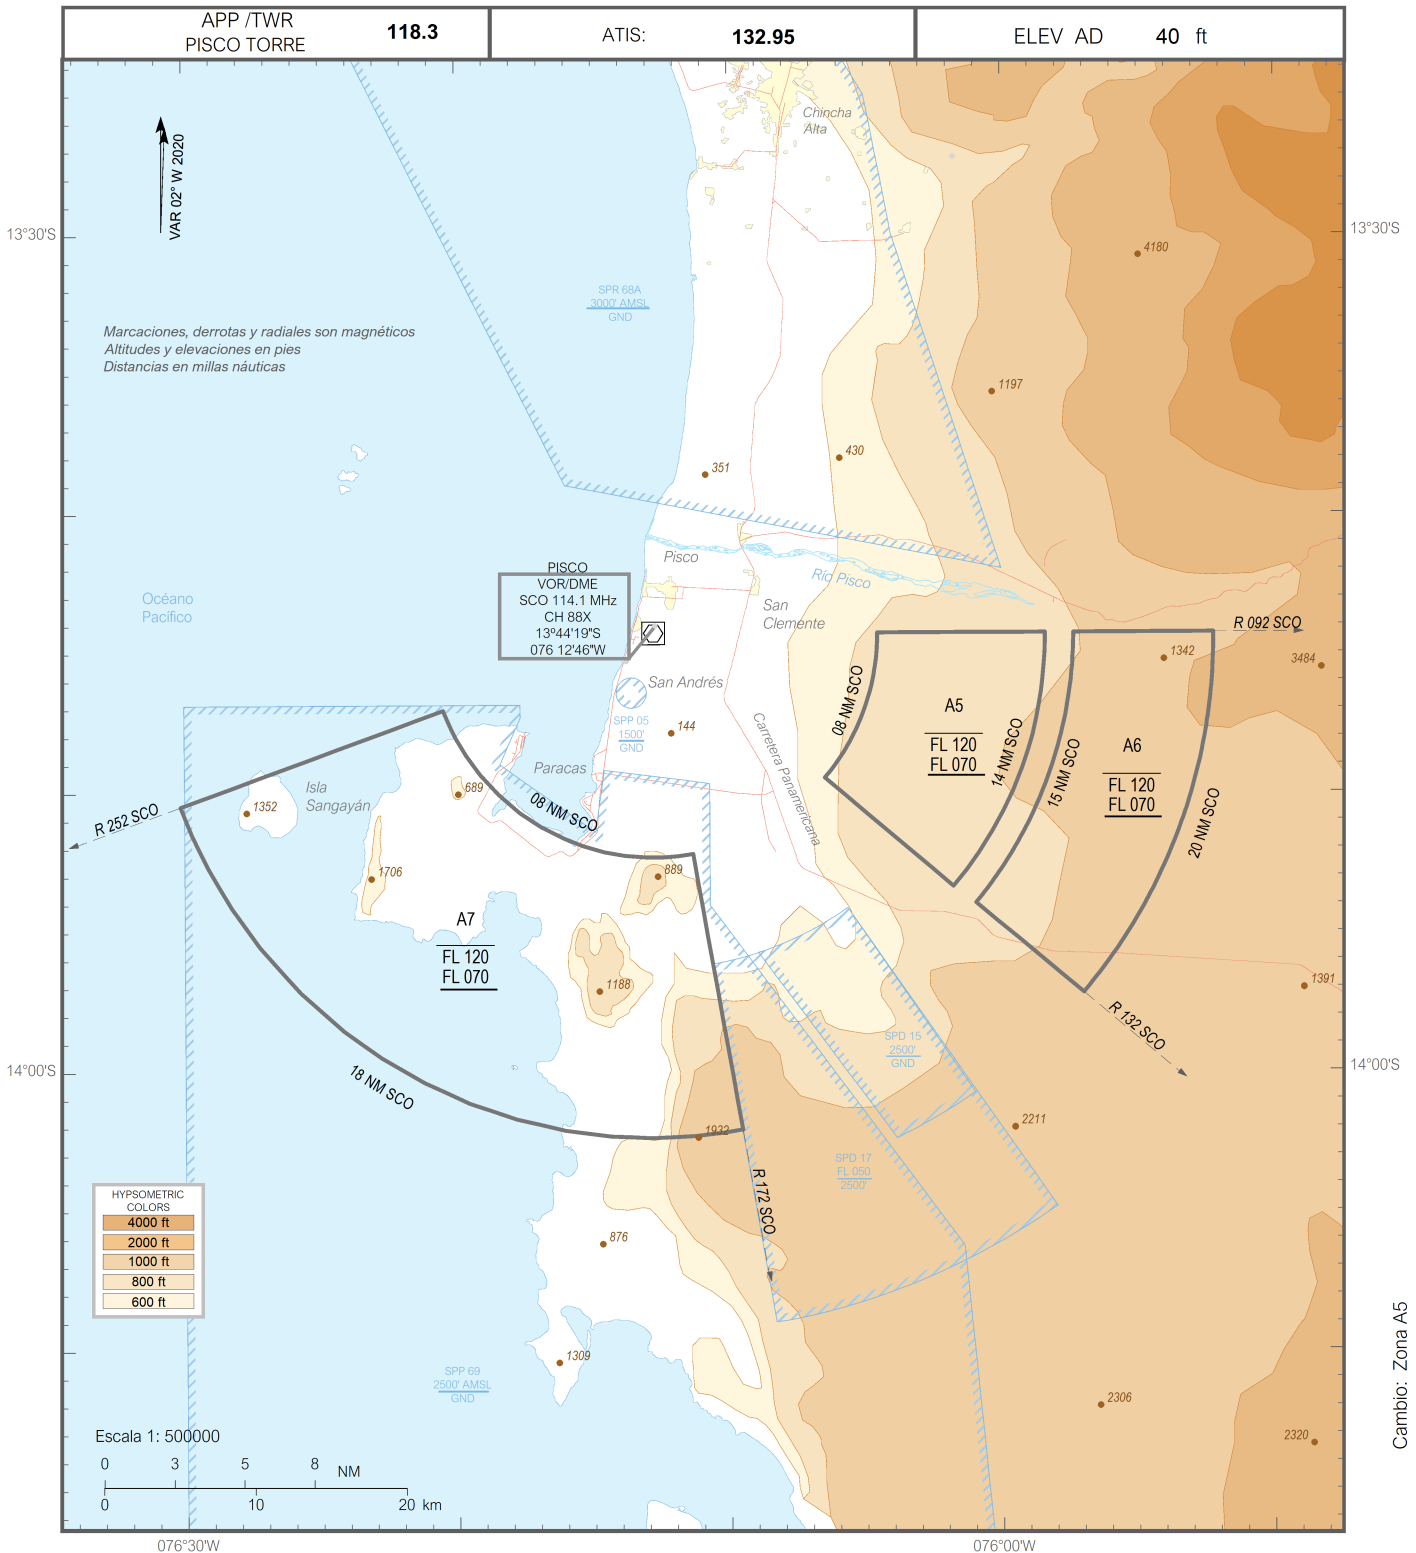 APP /TWR
PISCO TORRE
118.3
ATIS:
132.95
ELEV AD 40 ft
Chincha
Alta
VAR 02° W 2020
13°30'S
13°30'S
4180
SPR 68A
3000' AMSL
GND
Marcaciones, derrotas y radiales son magnéticos
Altitudes y elevaciones en pies
Distancias en millas náuticas
1197
430
351
Pisco
Río Pisco
PISCO
VOR/DME
SCO 114.1 MHz
CH 88X
13º44'19"S
076 12'46"W
Océano
Pacífico
San
Clemente
R 092 SCO
1342
3484
San Andrés
08 NM SCO
A5
FL 120
FL 070
14 NM SCO
15 NM SCO
A6
FL 120
FL 070
20 NM SCO
SPP 05
1500'
GND
144
Carretera Panamericana
Paracas
Isla
Sangayán
689
08 NM SCO
1352
R 252 SCO
1706
889
A7
FL 120
FL 070
1188
1391
R 132 SCO
SPD 15
2500'
GND
14°00'S
14°00'S
18 NM SCO
1932
2211
SPD 17
FL 050
2500'
R 172 SCO
HYPSOMETRIC
COLORS
4000 ft
2000 ft
1000 ft
800 ft
600 ft
876
1309
SPP 69
2500' AMSL
GND
2306
2320
Cambio: Zona A5
Escala 1: 500000
0 3 5 8 NM
0 10 20 km
076°30'W
076°00'W